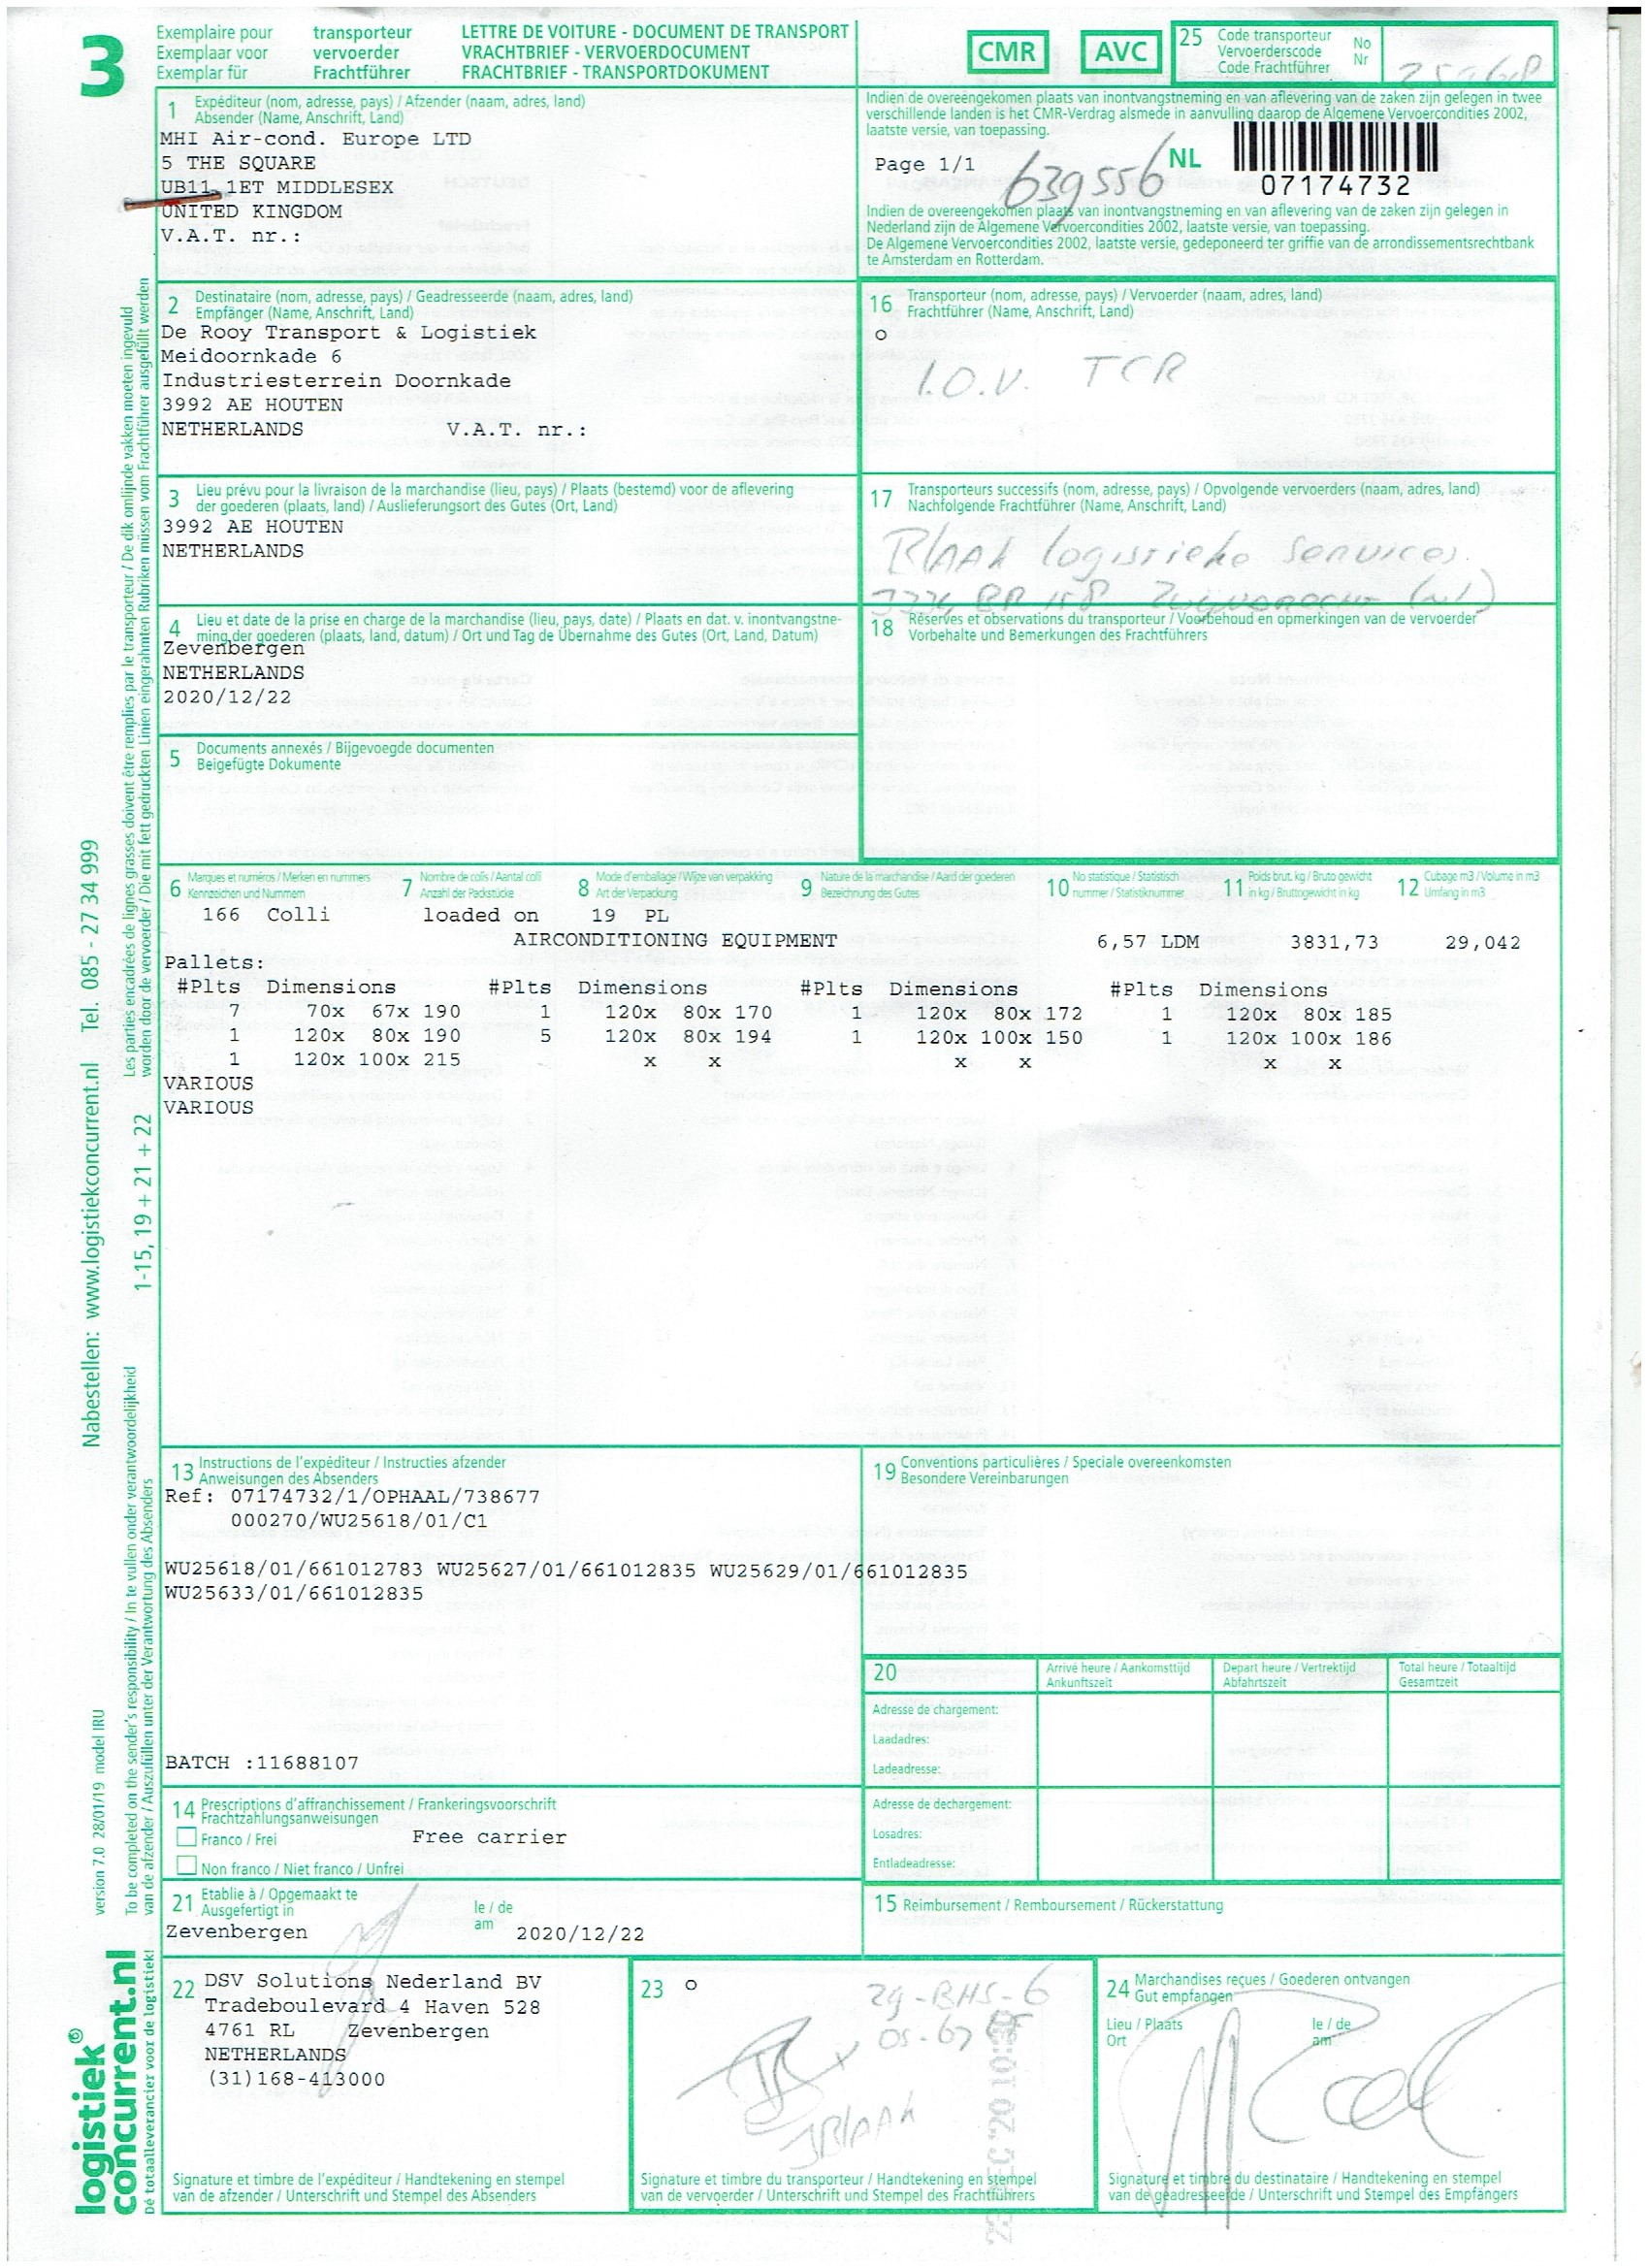 3
Exemplaire pour transporteur LETTRE DE VOITURE - DOCUMENT DE TRANSPORT
Exemplaar voor vervoerder VRACHTBRIEF - VERVOERDOCUMENT
Exemplar für Frachtführer FRACHTBRIEF - TRANSPORTDOKUMENT
CMR AVC
25 Code transporteur No
Vervoerderscode Nr
Code Frachtführer
1 Expéditeur (nom, adresse, pays) / Afzender (naam, adres, land)
Absender (Name, Anschrift, Land)
MHI Air-cond. Europe LTD
5 THE SQUARE
UB11 1ET MIDDLESEX
UNITED KINGDOM
V.A.T. nr.:
Indien de overeengekomen plaats van inontvangstneming en van aflevering van de zaken zijn gelegen in twee
verschillende landen is het CMR-Verdrag alsmede in aanvulling daarop de Algemene Vervoercondities 2002,
laatste versie, van toepassing.
Page 1/1 639556 NL
07174732
Indien de overeengekomen plaats van inontvangstneming en van aflevering van de zaken zijn gelegen in
Nederland zijn de Algemene Vervoercondities 2002, laatste versie, van toepassing.
De Algemene Vervoercondities 2002, laatste versie, gedeponeerd ter griffie van de arrondissementsrechtbank
te Amsterdam en Rotterdam.
2 Destinataire (nom, adresse, pays) / Geadresseerde (naam, adres, land)
Empfänger (Name, Anschrift, Land)
De Rooy Transport & Logistiek
Meidoornkade 6
Industriesterrein Doornkade
3992 AE HOUTEN
NETHERLANDS V.A.T. nr.:
16 Transporteur (nom, adresse, pays) / Vervoerder (naam, adres, land)
Frachtführer (Name, Anschrift, Land)
o
I.O.V. TCR
3 Lieu prévu pour la livraison de la marchandise (lieu, pays) / Plaats (bestemd) voor de aflevering
der goederen (plaats, land) / Auslieferungsort des Gutes (Ort, Land)
3992 AE HOUTEN
NETHERLANDS
17 Transporteurs successifs (nom, adresse, pays) / Opvolgende vervoerders (naam, adres, land)
Nachfolgende Frachtführer (Name, Anschrift, Land)
Blaak logistieke Services
4 Lieu et date de la prise en charge de la marchandise (lieu, pays, date) / Plaats en dat. v. inontvangstne-
ming der goederen (plaats, land, datum) / Ort und Tag de Übernahme des Gutes (Ort, Land, Datum)
Zevenbergen
NETHERLANDS
2020/12/22
18 Réserves et observations du transporteur / Voorbehoud en opmerkingen van de vervoerder
Vorbehalte und Bemerkungen des Frachtführers
5 Documents annexés / Bijgevoegde documenten
Beigefügte Dokumente
6 Marques et numéros / Merken en nummers
Kennzeichen und Nummern
7 Nombre de colis / Aantal colli
Anzahl der Packstücke
8 Mode d'emballage / Wijze van verpakking
Art der Verpackung
9 Nature de la marchandise / Aard der goederen
Bezeichnung des Gutes
10 No statistique / Statistisch
nummer / Statistiknummer
11 Poids brut. kg / Bruto gewicht
in kg / Bruttogewicht in kg
12 Cubage m3 / Volume in m3
Umfang in m3
166 Colli loaded on 19 PL
AIRCONDITIONING EQUIPMENT 6,57 LDM 3831,73 29,042
Pallets:
#Plts Dimensions #Plts Dimensions #Plts Dimensions #Plts Dimensions
7 70x 67x 190 1 120x 80x 170 1 120x 80x 172 1 120x 80x 185
1 120x 80x 190 5 120x 80x 194 1 120x 100x 150 1 120x 100x 186
1 120x 100x 215 x x x x x x
VARIOUS
VARIOUS
13 Instructions de l'expéditeur / Instructies afzender
Anweisungen des Absenders
Ref: 07174732/1/OPHAAL/738677
000270/WU25618/01/C1
WU25618/01/661012783 WU25627/01/661012835 WU25629/01/661012835
WU25633/01/661012835
BATCH :11688107
19 Conventions particulières / Speciale overeenkomsten
Besondere Vereinbarungen
20 Arrivé heure / Aankomsttijd Depart heure / Vertrektijd Total heure / Totaaltijd
Ankunftszeit Abfahrtszeit Gesamtzeit
Adresse de chargement:
Laadadres:
Ladeadresse:
Adresse de dechargement:
Losadres:
Entladeadresse:
14 Prescriptions d'affranchissement / Frankeringsvoorschrift
Frachtzahlungsanweisungen
Franco / Frei Free carrier
Non franco / Niet franco / Unfrei
21 Etablie à / Opgemaakt te le / de
Ausgefertigt in am
Zevenbergen 2020/12/22
15 Reimbursement / Remboursement / Rückerstattung
22 DSV Solutions Nederland BV
Tradeboulevard 4 Haven 528
4761 RL Zevenbergen
NETHERLANDS
(31)168-413000
Signature et timbre de l'expéditeur / Handtekening en stempel
van de afzender / Unterschrift und Stempel des Absenders
23 o
29-BHS-6
JBlaak
Signature et timbre du transporteur / Handtekening en stempel
van de vervoerder / Unterschrift und Stempel des Frachtführers
24 Marchandises reçues / Goederen ontvangen
Gut empfangen
Lieu / Plaats le / de
Ort am
Signature et timbre du destinataire / Handtekening en stempel
van de geadresseerde / Unterschrift und Stempel des Empfängers
Les parties encadrées de lignes grasses doivent être remplies par le transporteur / De dik omlijnde vakken moeten ingevuld
worden door de vervoerder / Die mit fett gedruckten Linien eingerahmten Rubriken müssen vom Frachtführer ausgefüllt werden
1-15, 19 + 21 + 22
To be completed on the sender's responsibility / In te vullen onder verantwoordelijkheid
van de afzender / Auszufüllen unter der Verantwortung des Absenders
Nabestellen: www.logistiekconcurrent.nl Tel. 085 - 27 34 999
version 7.0 28/01/19 model IRU
logistiek®
concurrent.nl
Dé totaalleverancier voor de logistiek!